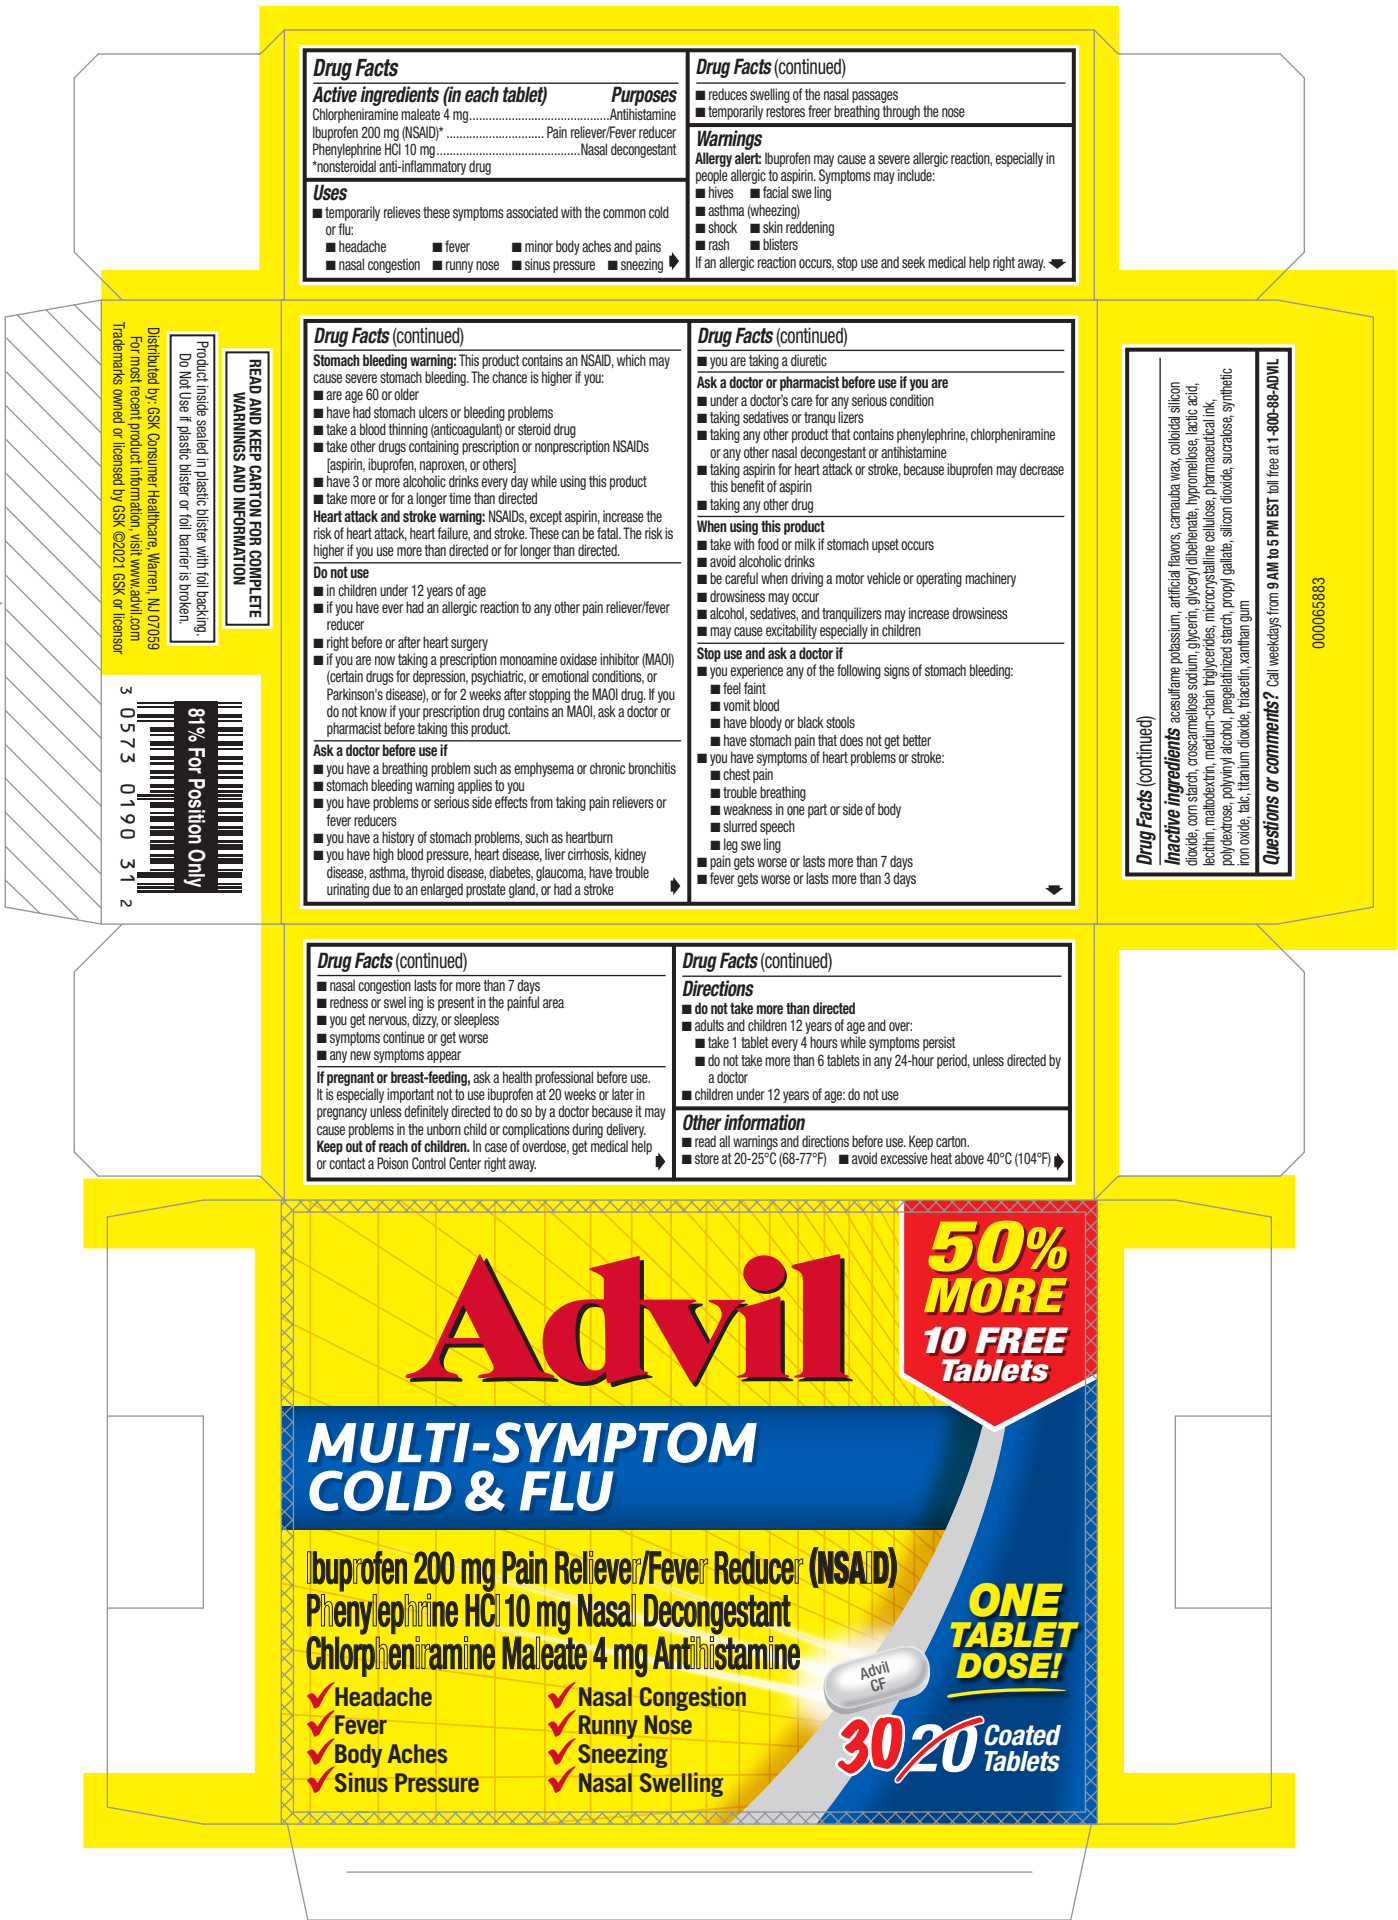 Drug Facts
Active ingredients (in each tablet) Purposes
Chlorpheniramine maleate 4 mg...........................................Antihistamine
Ibuprofen 200 mg (NSAID)* .............................. Pain reliever/Fever reducer
Phenylephrine HCl 10 mg............................................Nasal decongestant
*nonsteroidal anti-inflammatory drug
Uses
■ temporarily relieves these symptoms associated with the common cold
or flu:
■ headache ■ fever ■ minor body aches and pains
■ nasal congestion ■ runny nose ■ sinus pressure ■ sneezing
Drug Facts (continued)
■ reduces swelling of the nasal passages
■ temporarily restores freer breathing through the nose
Warnings
Allergy alert: Ibuprofen may cause a severe allergic reaction, especially in
people allergic to aspirin. Symptoms may include:
■ hives ■ facial swe ling
■ asthma (wheezing)
■ shock ■ skin reddening
■ rash ■ blisters
If an allergic reaction occurs, stop use and seek medical help right away.
READ AND KEEP CARTON FOR COMPLETE
WARNINGS AND INFORMATION
Product inside sealed in plastic blister with foil backing.
Do Not Use if plastic blister or foil barrier is broken.
Distributed by: GSK Consumer Healthcare, Warren, NJ 07059
For most recent product information, visit www.advil.com
Trademarks owned or licensed by GSK ©2021 GSK or licensor
81% For Position Only
3 0573 0190 31 2
Drug Facts (continued)
Stomach bleeding warning: This product contains an NSAID, which may
cause severe stomach bleeding. The chance is higher if you:
■ are age 60 or older
■ have had stomach ulcers or bleeding problems
■ take a blood thinning (anticoagulant) or steroid drug
■ take other drugs containing prescription or nonprescription NSAIDs
[aspirin, ibuprofen, naproxen, or others]
■ have 3 or more alcoholic drinks every day while using this product
■ take more or for a longer time than directed
Heart attack and stroke warning: NSAIDs, except aspirin, increase the
risk of heart attack, heart failure, and stroke. These can be fatal. The risk is
higher if you use more than directed or for longer than directed.
Do not use
■ in children under 12 years of age
■ if you have ever had an allergic reaction to any other pain reliever/fever
reducer
■ right before or after heart surgery
■ if you are now taking a prescription monoamine oxidase inhibitor (MAOI)
(certain drugs for depression, psychiatric, or emotional conditions, or
Parkinson's disease), or for 2 weeks after stopping the MAOI drug. If you
do not know if your prescription drug contains an MAOI, ask a doctor or
pharmacist before taking this product.
Ask a doctor before use if
■ you have a breathing problem such as emphysema or chronic bronchitis
■ stomach bleeding warning applies to you
■ you have problems or serious side effects from taking pain relievers or
fever reducers
■ you have a history of stomach problems, such as heartburn
■ you have high blood pressure, heart disease, liver cirrhosis, kidney
disease, asthma, thyroid disease, diabetes, glaucoma, have trouble
urinating due to an enlarged prostate gland, or had a stroke
Drug Facts (continued)
■ you are taking a diuretic
Ask a doctor or pharmacist before use if you are
■ under a doctor's care for any serious condition
■ taking sedatives or tranqu lizers
■ taking any other product that contains phenylephrine, chlorpheniramine
or any other nasal decongestant or antihistamine
■ taking aspirin for heart attack or stroke, because ibuprofen may decrease
this benefit of aspirin
■ taking any other drug
When using this product
■ take with food or milk if stomach upset occurs
■ avoid alcoholic drinks
■ be careful when driving a motor vehicle or operating machinery
■ drowsiness may occur
■ alcohol, sedatives, and tranquilizers may increase drowsiness
■ may cause excitability especially in children
Stop use and ask a doctor if
■ you experience any of the following signs of stomach bleeding:
■ feel faint
■ vomit blood
■ have bloody or black stools
■ have stomach pain that does not get better
■ you have symptoms of heart problems or stroke:
■ chest pain
■ trouble breathing
■ weakness in one part or side of body
■ slurred speech
■ leg swe ling
■ pain gets worse or lasts more than 7 days
■ fever gets worse or lasts more than 3 days
Drug Facts (continued)
Inactive ingredients acesulfame potassium, artificial flavors, carnauba wax, colloidal silicon
dioxide, corn starch, croscarmellose sodium, glycerin, glyceryl dibehenate, hypromellose, lactic acid,
lecithin, maltodextrin, medium-chain triglycerides, microcrystalline cellulose, pharmaceutical ink,
polydextrose, polyvinyl alcohol, pregelatinized starch, propyl gallate, silicon dioxide, sucralose, synthetic
iron oxide, talc, titanium dioxide, triacetin, xanthan gum
Questions or comments? Call weekdays from 9 AM to 5 PM EST toll free at 1-800-88-ADVIL
000065883
Drug Facts (continued)
■ nasal congestion lasts for more than 7 days
■ redness or swel ing is present in the painful area
■ you get nervous, dizzy, or sleepless
■ symptoms continue or get worse
■ any new symptoms appear
If pregnant or breast-feeding, ask a health professional before use.
It is especially important not to use ibuprofen at 20 weeks or later in
pregnancy unless definitely directed to do so by a doctor because it may
cause problems in the unborn child or complications during delivery.
Keep out of reach of children. In case of overdose, get medical help
or contact a Poison Control Center right away.
Drug Facts (continued)
Directions
■ do not take more than directed
■ adults and children 12 years of age and over:
■ take 1 tablet every 4 hours while symptoms persist
■ do not take more than 6 tablets in any 24-hour period, unless directed by
a doctor
■ children under 12 years of age: do not use
Other information
■ read all warnings and directions before use. Keep carton.
■ store at 20-25°C (68-77°F) ■ avoid excessive heat above 40°C (104°F)
50%
MORE
10 FREE
Tablets
Advil
MULTI-SYMPTOM
COLD & FLU
Ibuprofen 200 mg Pain Reliever/Fever Reducer (NSAID)
Phenylephrine HCl 10 mg Nasal Decongestant
Chlorpheniramine Maleate 4 mg Antihistamine
✓Headache ✓Nasal Congestion
✓Fever ✓Runny Nose
✓Body Aches ✓Sneezing
✓Sinus Pressure ✓Nasal Swelling
ONE
TABLET
DOSE!
Advil
CF
30 20 Coated
Tablets